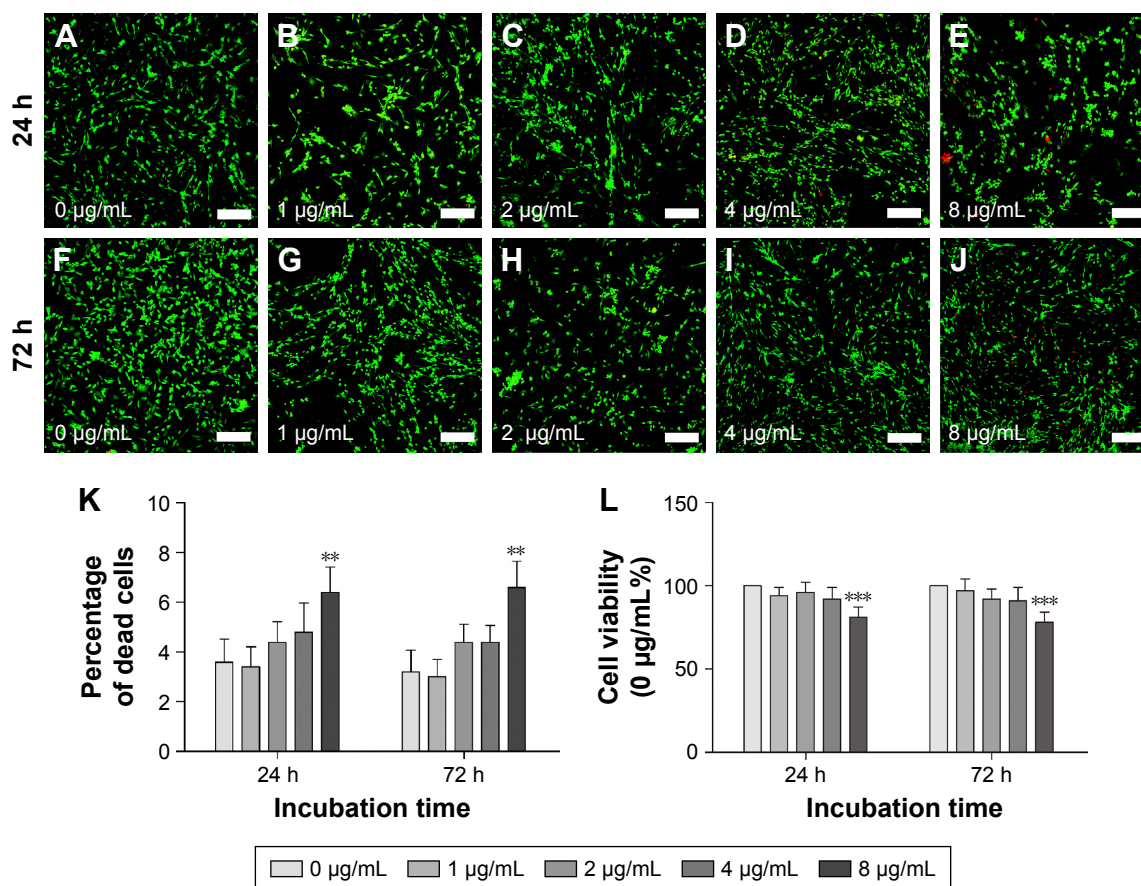 A B C D E
24 h
0 µg/mL 1 µg/mL 2 µg/mL 4 µg/mL 8 µg/mL
F G H I J
72 h
0 µg/mL 1 µg/mL 2 µg/mL 4 µg/mL 8 µg/mL
K
Percentage
of dead cells
10
8
6
4
2
0
** **
24 h 72 h
Incubation time
L
Cell viability
(0 µg/mL%)
150
100
50
0
*** ***
24 h 72 h
Incubation time
0 µg/mL 1 µg/mL 2 µg/mL 4 µg/mL 8 µg/mL